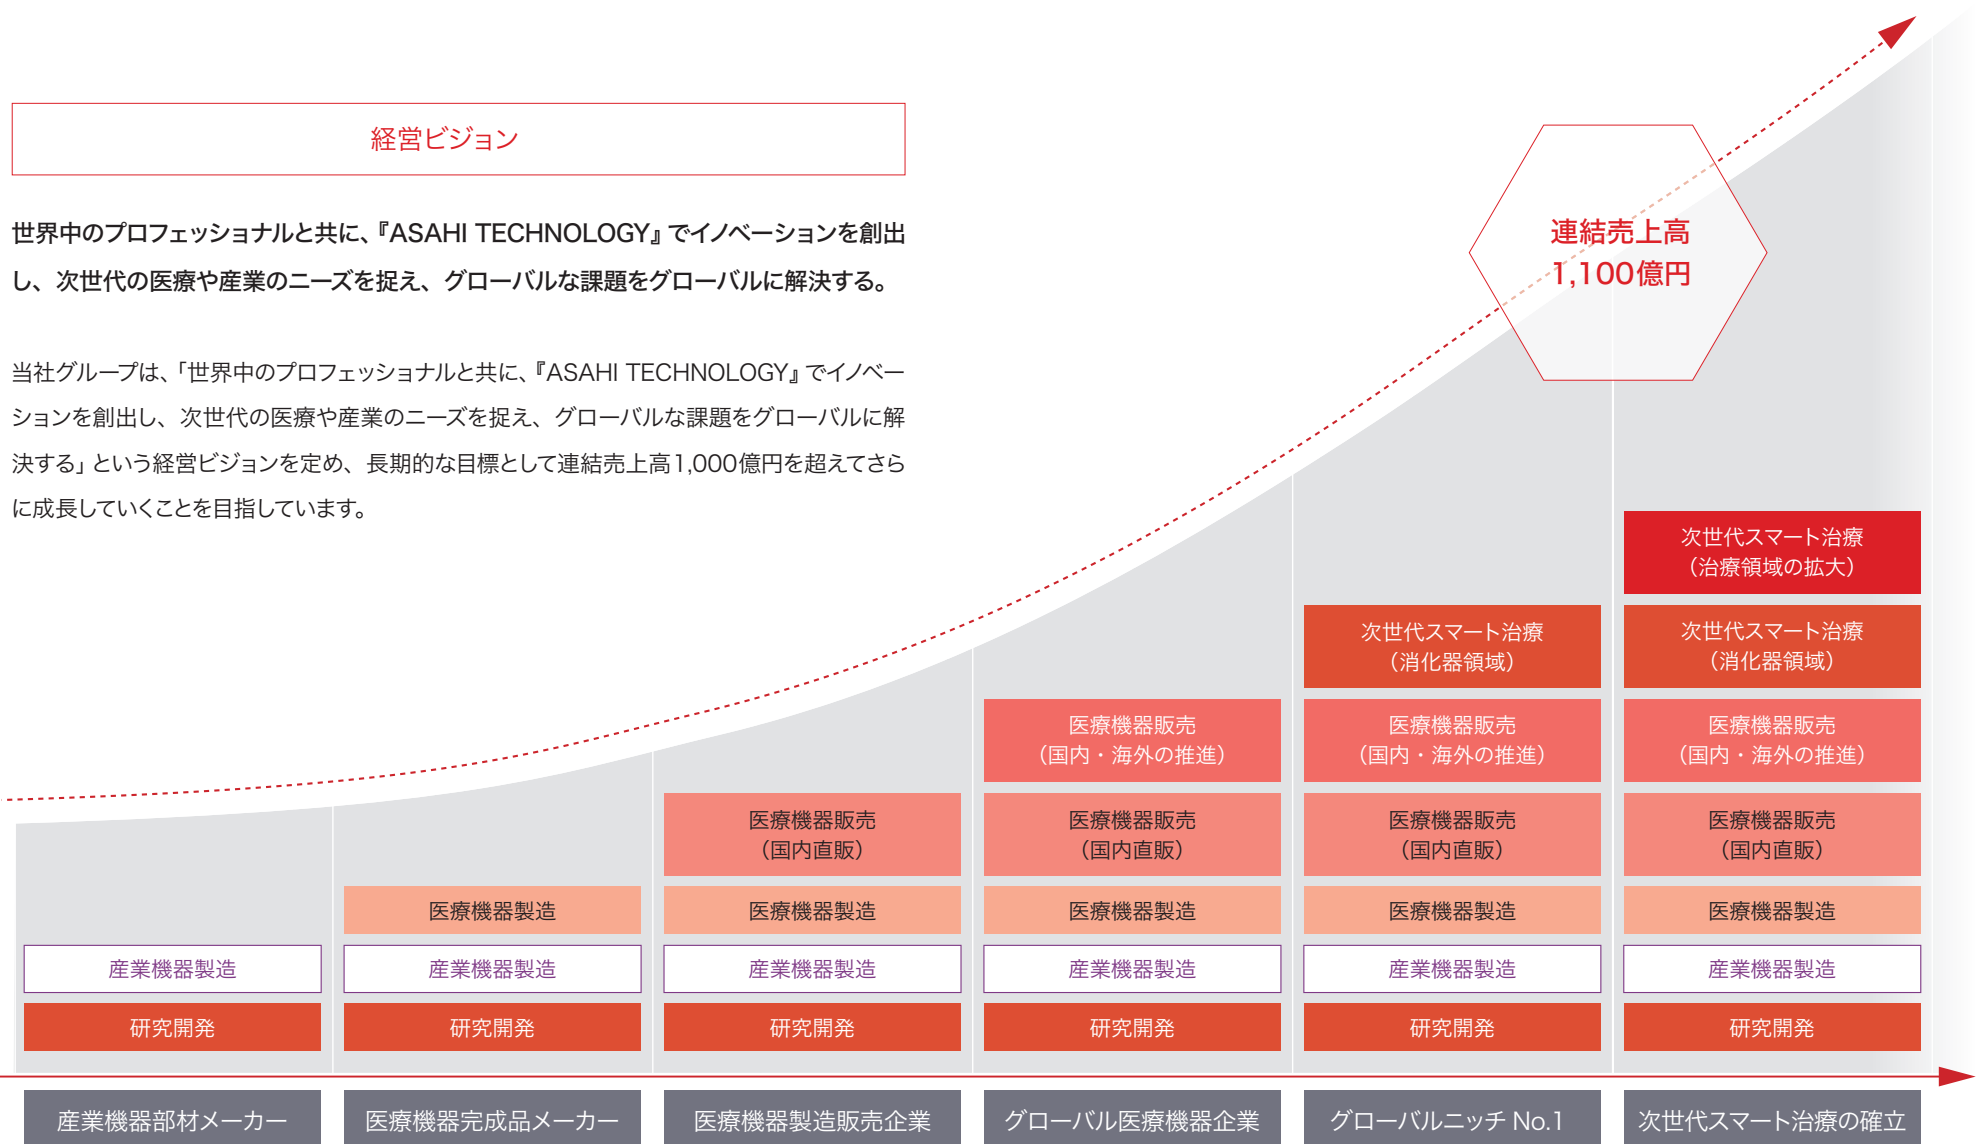 経営ビジョン
世界中のプロフェッショナルと共に、『ASAHI TECHNOLOGY』でイノベーションを創出
し、次世代の医療や産業のニーズを捉え、グローバルな課題をグローバルに解決する。
当社グループは、「世界中のプロフェッショナルと共に、『ASAHI TECHNOLOGY』でイノベー
ションを創出し、次世代の医療や産業のニーズを捉え、グローバルな課題をグローバルに解
決する」という経営ビジョンを定め、長期的な目標として連結売上高1,000億円を超えてさら
に成長していくことを目指しています。
連結売上高
1,100億円
産業機器製造
研究開発
産業機器部材メーカー
医療機器製造
産業機器製造
研究開発
医療機器完成品メーカー
医療機器販売
（国内直販）
医療機器製造
産業機器製造
研究開発
医療機器製造販売企業
医療機器販売
（国内・海外の推進）
医療機器販売
（国内直販）
医療機器製造
産業機器製造
研究開発
グローバル医療機器企業
次世代スマート治療
（消化器領域）
医療機器販売
（国内・海外の推進）
医療機器販売
（国内直販）
医療機器製造
産業機器製造
研究開発
グローバルニッチ No.1
次世代スマート治療
（治療領域の拡大）
次世代スマート治療
（消化器領域）
医療機器販売
（国内・海外の推進）
医療機器販売
（国内直販）
医療機器製造
産業機器製造
研究開発
次世代スマート治療の確立